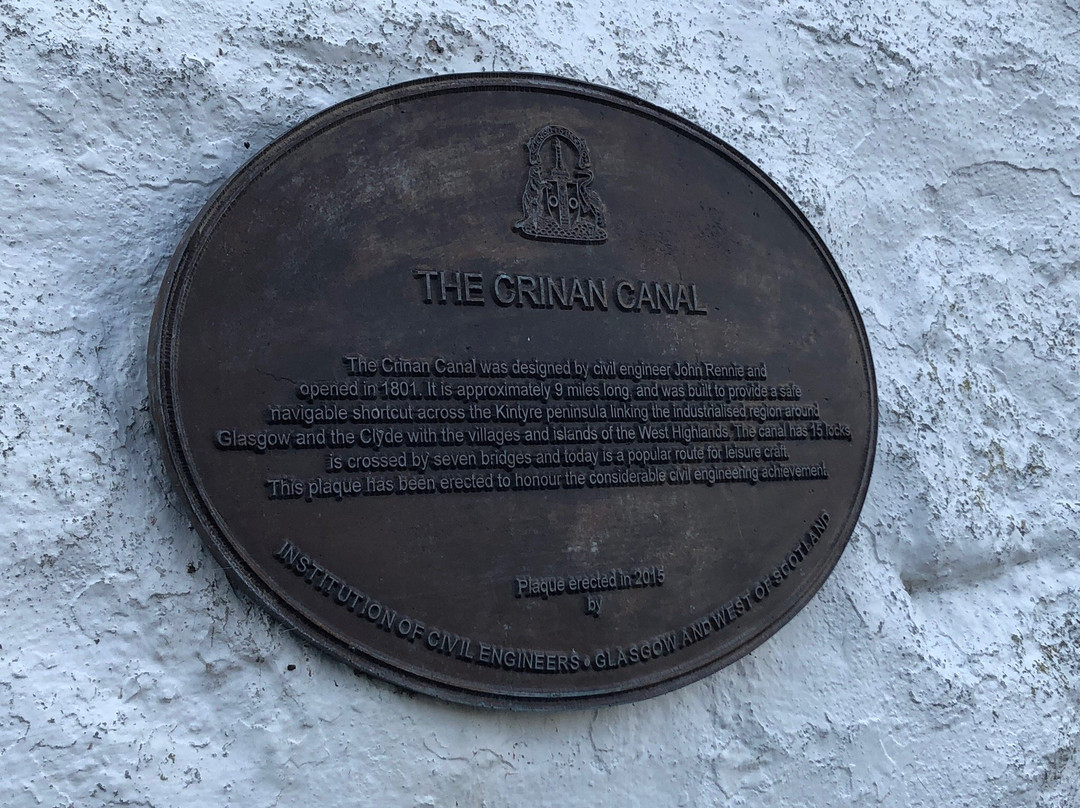 THE CRINAN CANAL
The Crinan Canal was designed by civil engineer John Rennie and
opened in 1801. It is approximately 9 miles long, and was built to provide a safe
navigable shortcut across the Kintyre peninsula linking the industrialised region around
Glasgow and the Clyde with the villages and islands of the West Highlands. The canal has 15 locks,
is crossed by seven bridges and today is a popular route for leisure craft.
This plaque has been erected to honour the considerable civil engineering achievement.
Plaque erected in 2015
by
INSTITUTION OF CIVIL ENGINEERS • GLASGOW AND WEST OF SCOTLAND